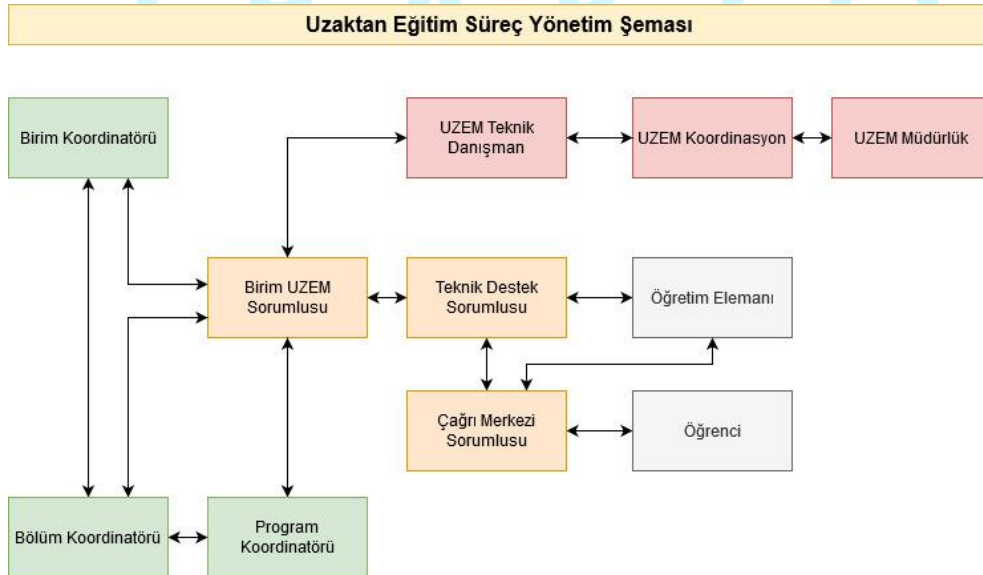 Uzaktan Eğitim Süreç Yönetim Şeması
Birim Koordinatörü
UZEM Teknik
Danışman
UZEM Koordinasyon
UZEM Müdürlük
Birim UZEM
Sorumlusu
Teknik Destek
Sorumlusu
Öğretim Elemanı
Çağrı Merkezi
Sorumlusu
Öğrenci
Bölüm Koordinatörü
Program
Koordinatörü